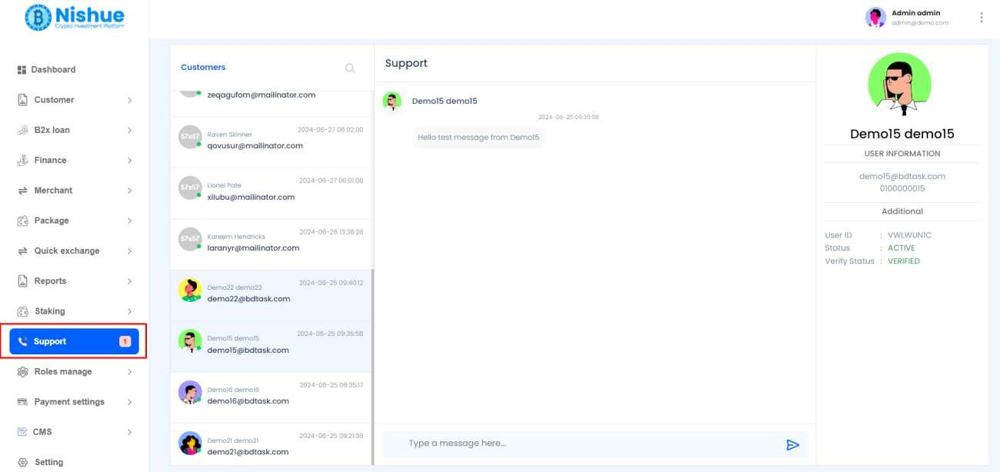 Nishue
Crypto Investment Platform
Admin admin
admin@demo.com
Dashboard
Customer
B2x loan
Finance
Merchant
Package
Quick exchange
Reports
Staking
Support 1
Roles manage
Payment settings
CMS
Setting
Customers
zeqagufom@mailinator.com
57x57
Raven Skinner
2024-06-27 06:02:00
qovusur@mailinator.com
57x57
Lionel Pate
2024-06-27 06:01:08
xilubu@mailinator.com
57x57
Kareem Hendricks
2024-06-26 13:38:26
laranyr@mailinator.com
Demo22 demo22
2024-06-25 09:40:12
demo22@bdtask.com
Demo15 demo15
2024-06-25 09:35:58
demo15@bdtask.com
Demo16 demo16
2024-06-25 09:35:17
demo16@bdtask.com
Demo21 demo21
2024-06-25 09:21:38
demo21@bdtask.com
Support
Demo15 demo15
2024-06-25 09:35:58
Hello test message from Demo15
Type a message here...
Demo15 demo15
USER INFORMATION
demo15@bdtask.com
0100000015
Additional
User ID : VWLWUN1C
Status : ACTIVE
Verify Status : VERIFIED